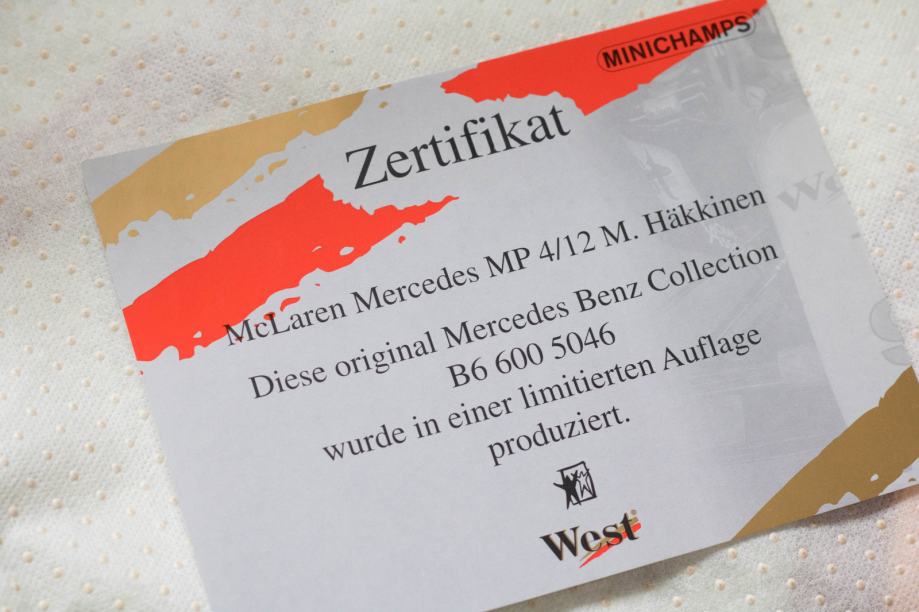 MINICHAMPS
Zertifikat
McLaren Mercedes MP 4/12 M. Häkkinen
Diese original Mercedes Benz Collection
B6 600 5046
wurde in einer limitierten Auflage
produziert.
West